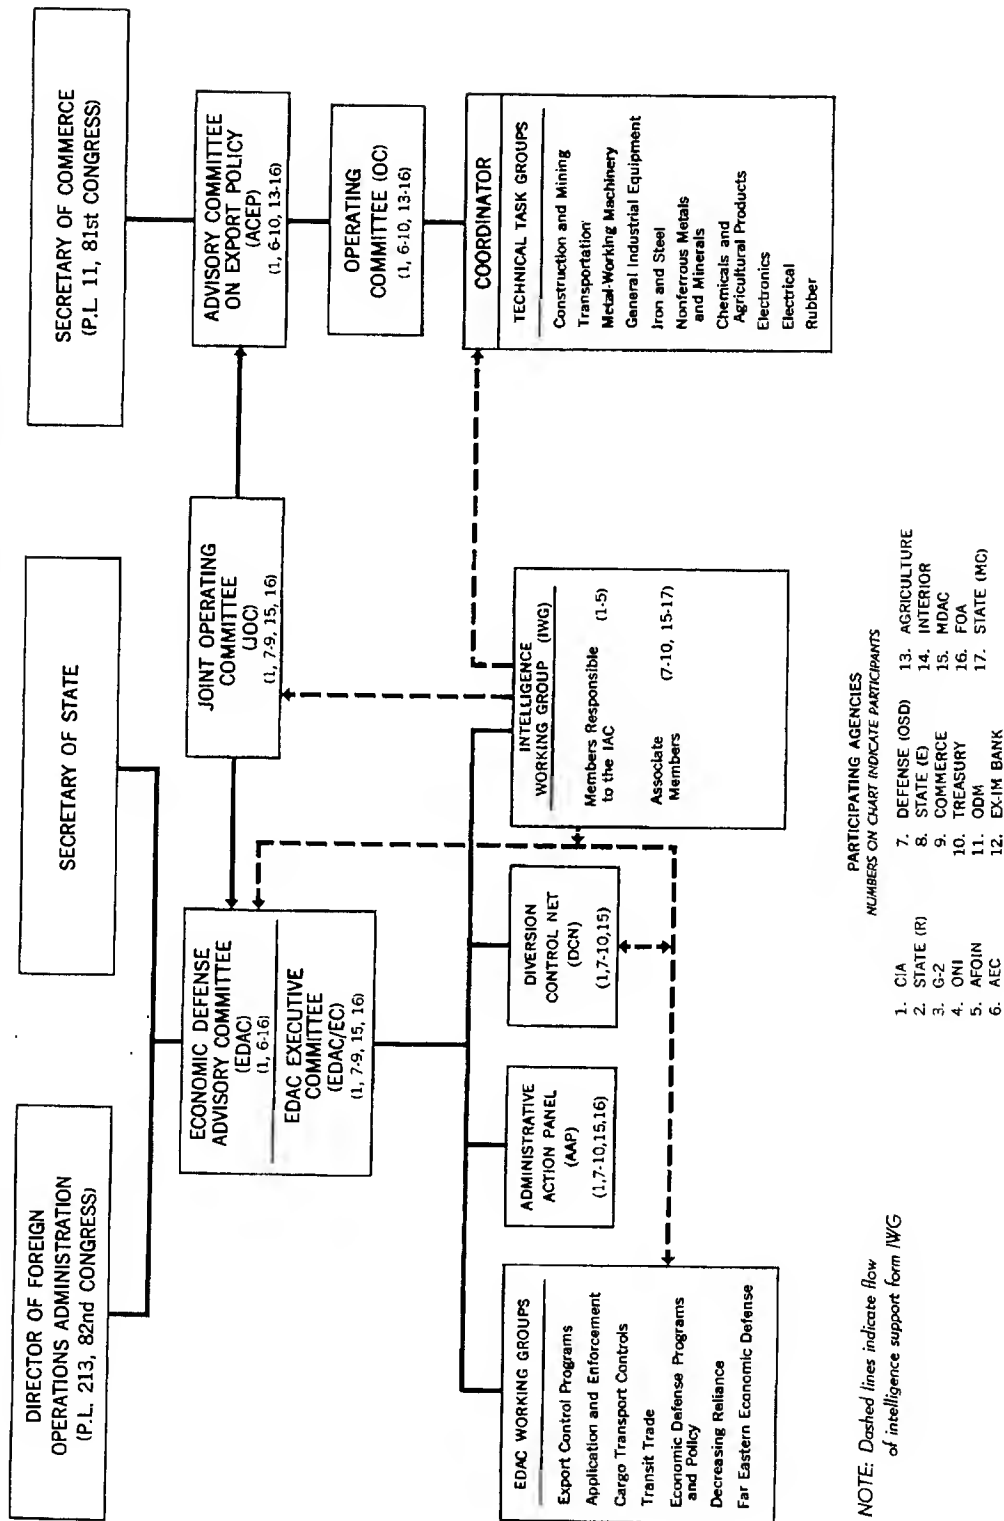 DIRECTOR OF FOREIGN
OPERATIONS ADMINISTRATION
(P.L. 213, 82nd CONGRESS)
SECRETARY OF STATE
SECRETARY OF COMMERCE
(P.L. 11, 81st CONGRESS)
ECONOMIC DEFENSE
ADVISORY COMMITTEE
(EDAC)
(1, 6-16)
EDAC EXECUTIVE
COMMITTEE
(EDAC/EC)
(1, 7-9, 15, 16)
JOINT OPERATING
COMMITTEE
(JOC)
(1, 7-9, 15, 16)
ADVISORY COMMITTEE
ON EXPORT POLICY
(ACEP)
(1, 6-10, 13-16)
OPERATING
COMMITTEE (OC)
(1, 6-10, 13-16)
EDAC WORKING GROUPS
Export Control Programs
Application and Enforcement
Cargo Transport Controls
Transit Trade
Economic Defense Programs
and Policy
Decreasing Reliance
Far Eastern Economic Defense
ADMINISTRATIVE
ACTION PANEL
(AAP)
(1,7-10,15,16)
DIVERSION
CONTROL NET
(DCN)
(1,7-10,15)
INTELLIGENCE
WORKING GROUP (IWG)
Members Responsible
to the IAC (1-5)
Associate
Members (7-10, 15-17)
COORDINATOR
TECHNICAL TASK GROUPS
Construction and Mining
Transportation
Metal-Working Machinery
General Industrial Equipment
Iron and Steel
Nonferrous Metals
and Minerals
Chemicals and
Agricultural Products
Electronics
Electrical
Rubber
NOTE: Dashed lines indicate flow
of intelligence support form IWG
PARTICIPATING AGENCIES
NUMBERS ON CHART INDICATE PARTICIPANTS
1. CIA
2. STATE (R)
3. G-2
4. ONI
5. AFOIN
6. AEC
7. DEFENSE (OSD)
8. STATE (E)
9. COMMERCE
10. TREASURY
11. ODM
12. EX-IM BANK
13. AGRICULTURE
14. INTERIOR
15. MDAC
16. FOA
17. STATE (MC)